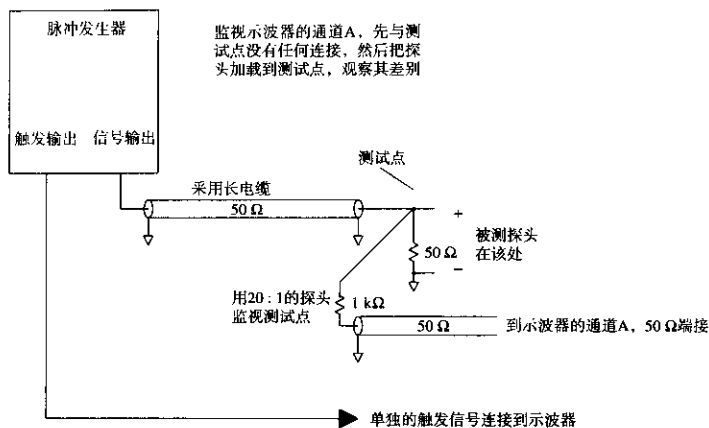 脉冲发生器
监视示波器的通道A，先与测
试点没有任何连接，然后把探
头加载到测试点，观察其差别
触发输出 信号输出
测试点
采用长电缆
50 Ω
+
50 Ω
被测探头
在该处
−
用20：1的探头
监视测试点
1 kΩ
50 Ω
到示波器的通道A，50 Ω端接
单独的触发信号连接到示波器